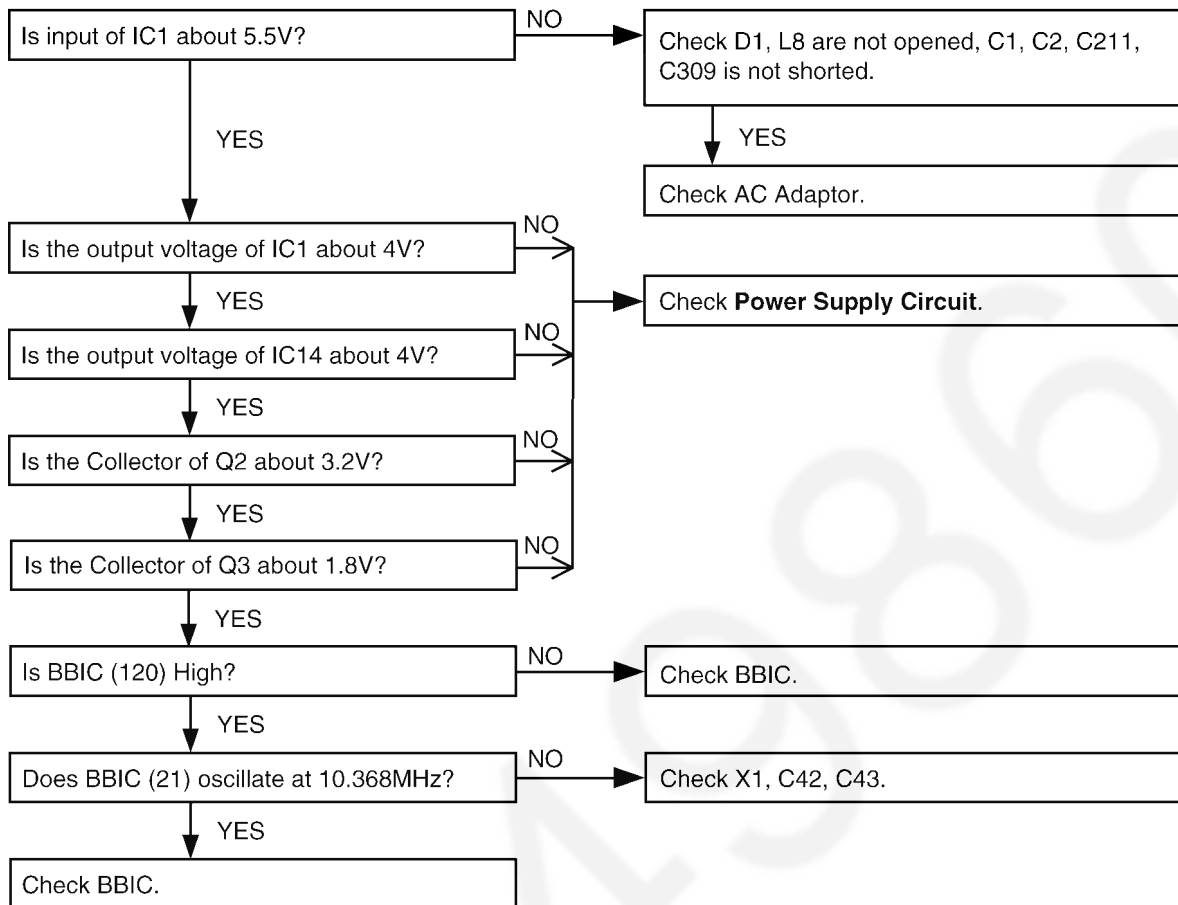 Is input of IC1 about 5.5V?
NO
Check D1, L8 are not opened, C1, C2, C211,
C309 is not shorted.
YES
YES
Check AC Adaptor.
Is the output voltage of IC1 about 4V?
NO
YES
Check Power Supply Circuit.
Is the output voltage of IC14 about 4V?
NO
YES
Is the Collector of Q2 about 3.2V?
NO
YES
Is the Collector of Q3 about 1.8V?
NO
YES
Is BBIC (120) High?
NO
Check BBIC.
YES
Does BBIC (21) oscillate at 10.368MHz?
NO
Check X1, C42, C43.
YES
Check BBIC.